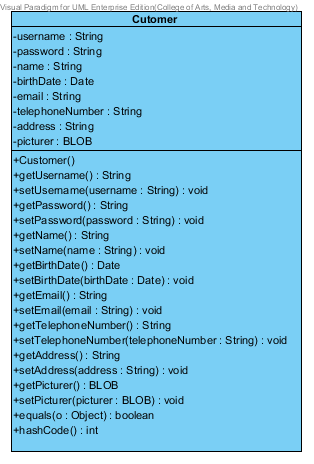 Visual Paradigm for UML Enterprise Edition(College of Arts, Media and Technology)
Cutomer
-username : String
-password : String
-name : String
-birthDate : Date
-email : String
-telephoneNumber : String
-address : String
-picturer : BLOB
+Customer()
+getUsername() : String
+setUsername(username : String) : void
+getPassword() : String
+setPassword(password : String) : void
+getName() : String
+setName(name : String) : void
+getBirthDate() : Date
+setBirthDate(birthDate : Date) : void
+getEmail() : String
+setEmail(email : String) : void
+getTelephoneNumber() : String
+setTelephoneNumber(telephoneNumber : String) : void
+getAddress() : String
+setAddress(address : String) : void
+getPicturer() : BLOB
+setPicturer(picturer : BLOB) : void
+equals(o : Object) : boolean
+hashCode() : int